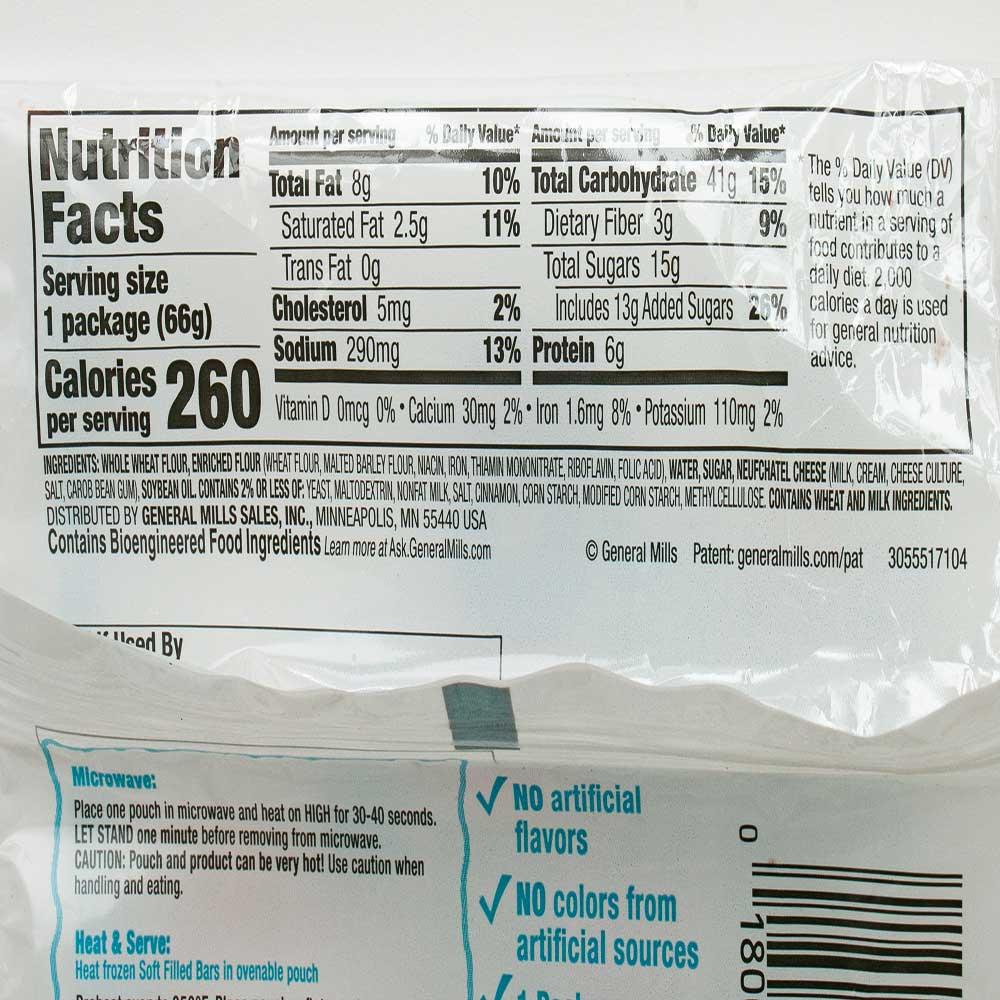 Nutrition
Facts
Serving size
1 package (66g)
Calories
per serving 260
Amount per serving % Daily Value*
Total Fat 8g 10%
Saturated Fat 2.5g 11%
Trans Fat 0g
Cholesterol 5mg 2%
Sodium 290mg 13%
Amount per serving % Daily Value*
Total Carbohydrate 41g 15%
Dietary Fiber 3g 9%
Total Sugars 15g
Includes 13g Added Sugars 26%
Protein 6g
Vitamin D 0mcg 0% • Calcium 30mg 2% • Iron 1.6mg 8% • Potassium 110mg 2%
* The % Daily Value (DV)
tells you how much a
nutrient in a serving of
food contributes to a
daily diet. 2,000
calories a day is used
for general nutrition
advice.
INGREDIENTS: WHOLE WHEAT FLOUR, ENRICHED FLOUR (WHEAT FLOUR, MALTED BARLEY FLOUR, NIACIN, IRON, THIAMIN MONONITRATE, RIBOFLAVIN, FOLIC ACID), WATER, SUGAR, NEUFCHATEL CHEESE (MILK, CREAM, CHEESE CULTURE,
SALT, CAROB BEAN GUM), SOYBEAN OIL. CONTAINS 2% OR LESS OF: YEAST, MALTODEXTRIN, NONFAT MILK, SALT, CINNAMON, CORN STARCH, MODIFIED CORN STARCH, METHYLCELLULOSE. CONTAINS WHEAT AND MILK INGREDIENTS.
DISTRIBUTED BY GENERAL MILLS SALES, INC., MINNEAPOLIS, MN 55440 USA
Contains Bioengineered Food Ingredients Learn more at Ask.GeneralMills.com
© General Mills Patent: generalmills.com/pat 3055517104
Used By
Microwave:
Place one pouch in microwave and heat on HIGH for 30-40 seconds.
LET STAND one minute before removing from microwave.
CAUTION: Pouch and product can be very hot! Use caution when
handling and eating.
Heat & Serve:
Heat frozen Soft Filled Bars in ovenable pouch
✓ NO artificial
flavors
✓ NO colors from
artificial sources
0 180